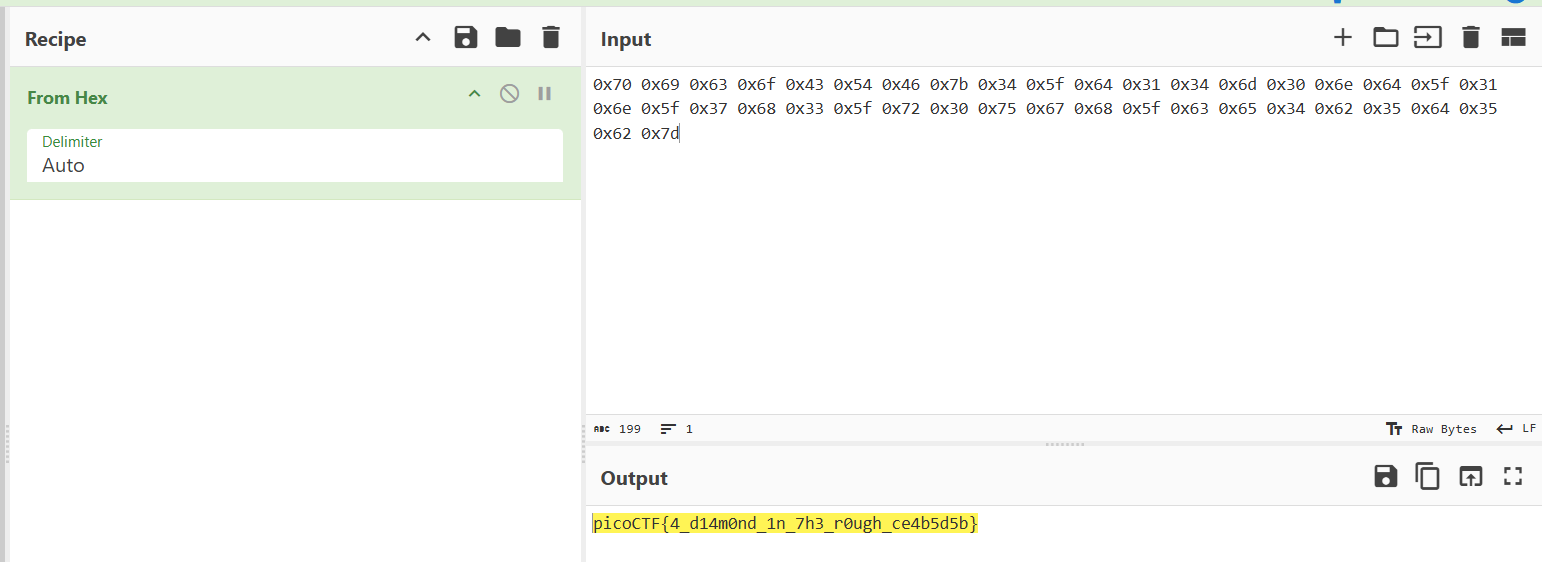 Recipe
From Hex
Delimiter
Auto
Input
0x70 0x69 0x63 0x6f 0x43 0x54 0x46 0x7b 0x34 0x5f 0x64 0x31 0x34 0x6d 0x30 0x6e 0x64 0x5f 0x31
0x6e 0x5f 0x37 0x68 0x33 0x5f 0x72 0x30 0x75 0x67 0x68 0x5f 0x63 0x65 0x34 0x62 0x35 0x64 0x35
0x62 0x7d
ABC 199 1 Tт Raw Bytes LF
Output
picoCTF{4_d14m0nd_1n_7h3_r0ugh_ce4b5d5b}